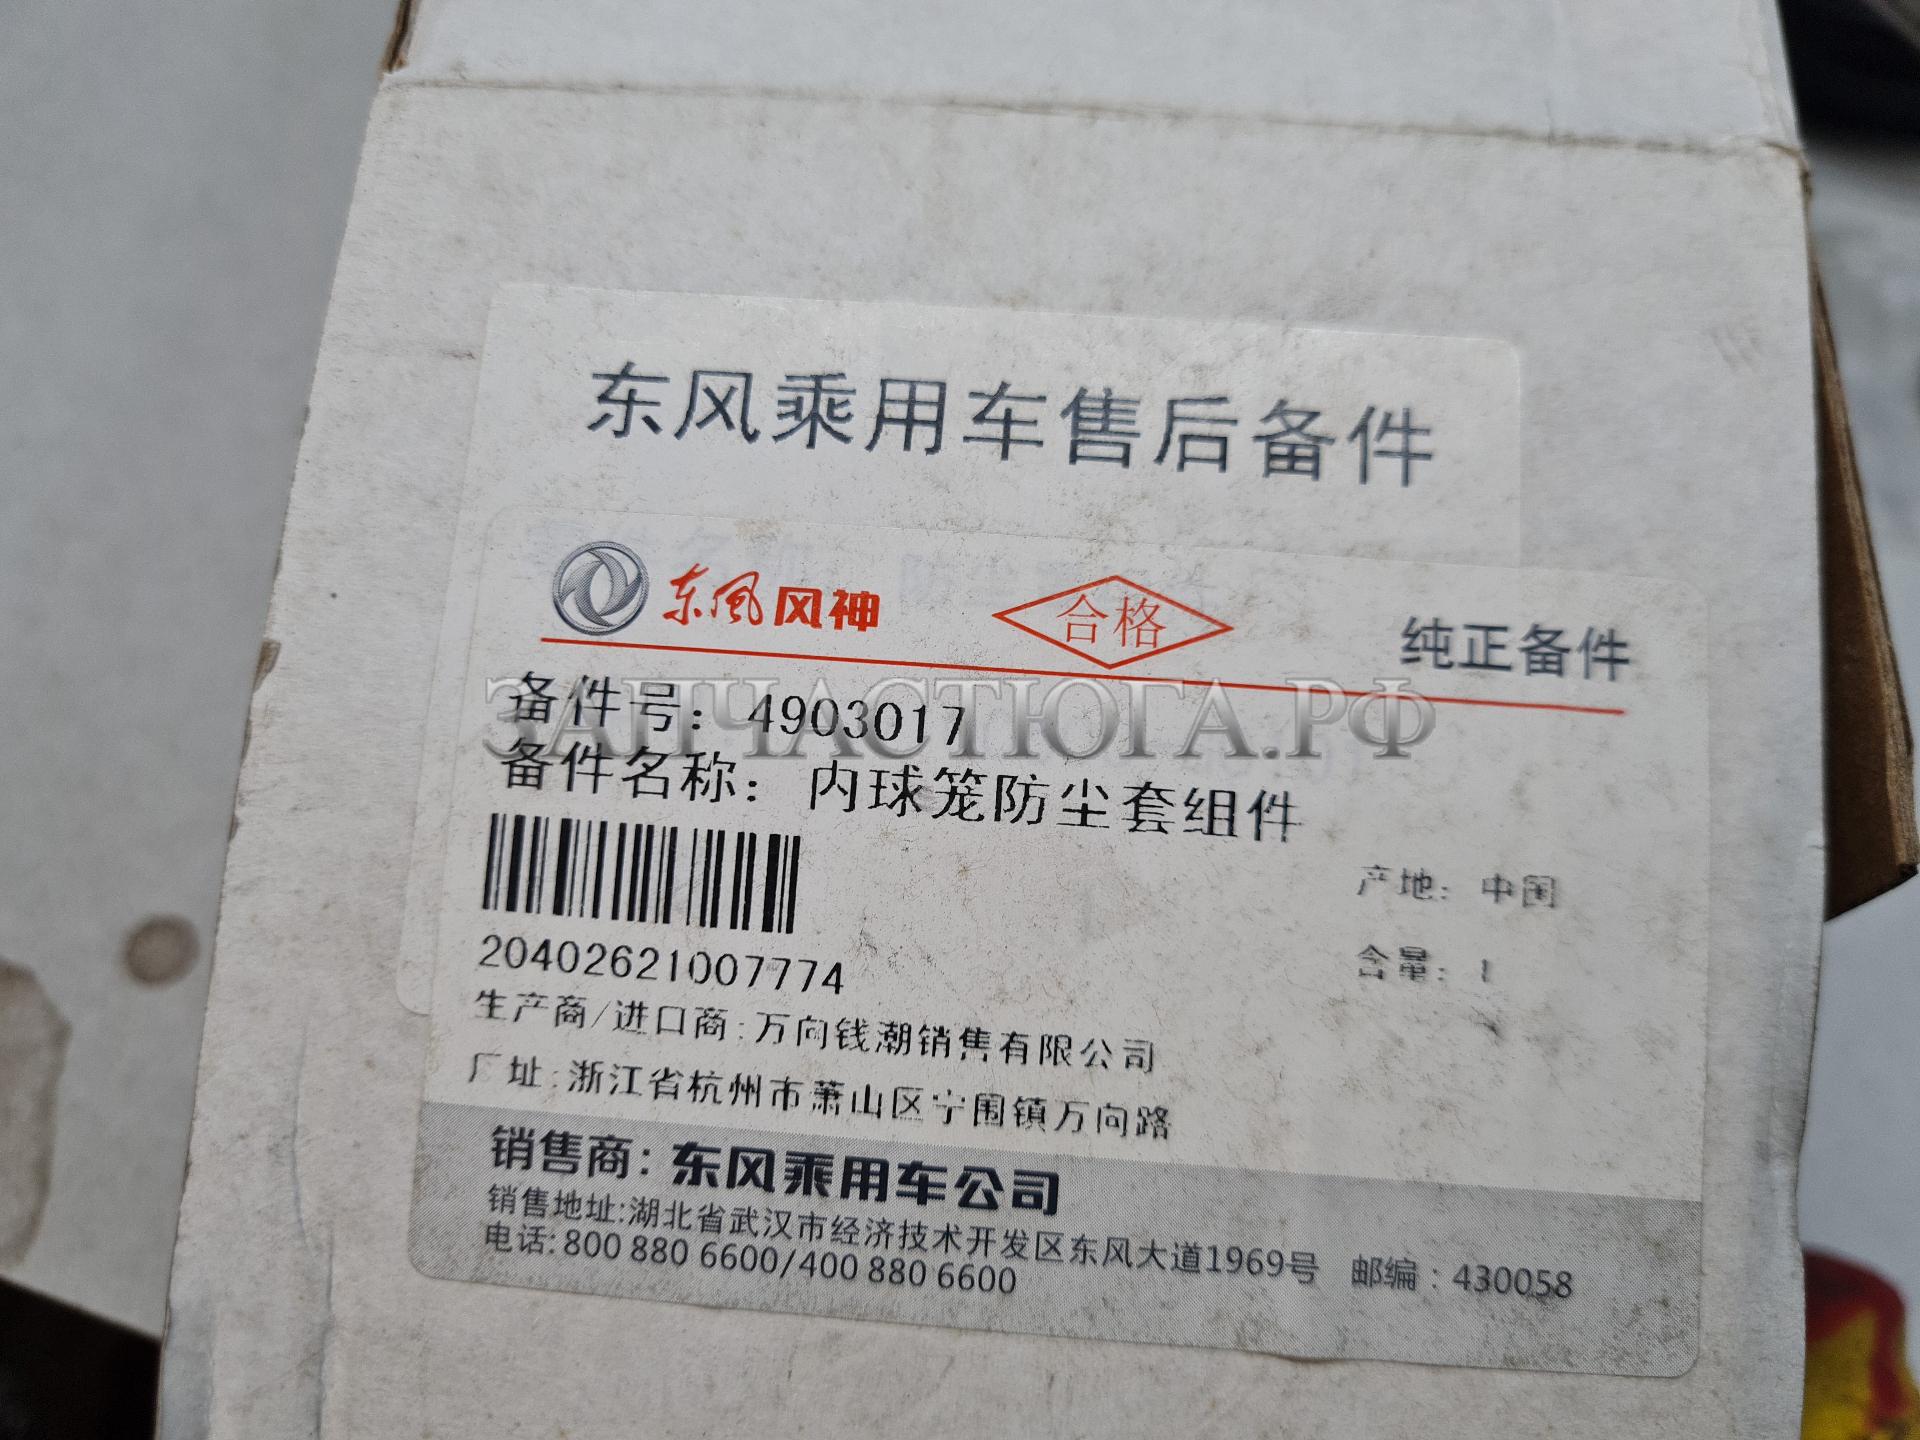 东风乘用车售后备件
东风风神
合格
纯正备件
备件号: 4903017
ЗАПЧАСТЮГА.РФ
备件名称: 内球笼防尘套组件
产地: 中国
20402621007774
含量: 1
生产商/进口商:万向钱潮销售有限公司
厂址:浙江省杭州市萧山区宁围镇万向路
销售商: 东风乘用车公司
销售地址:湖北省武汉市经济技术开发区东风大道1969号 邮编：430058
电话: 800 880 6600/400 880 6600